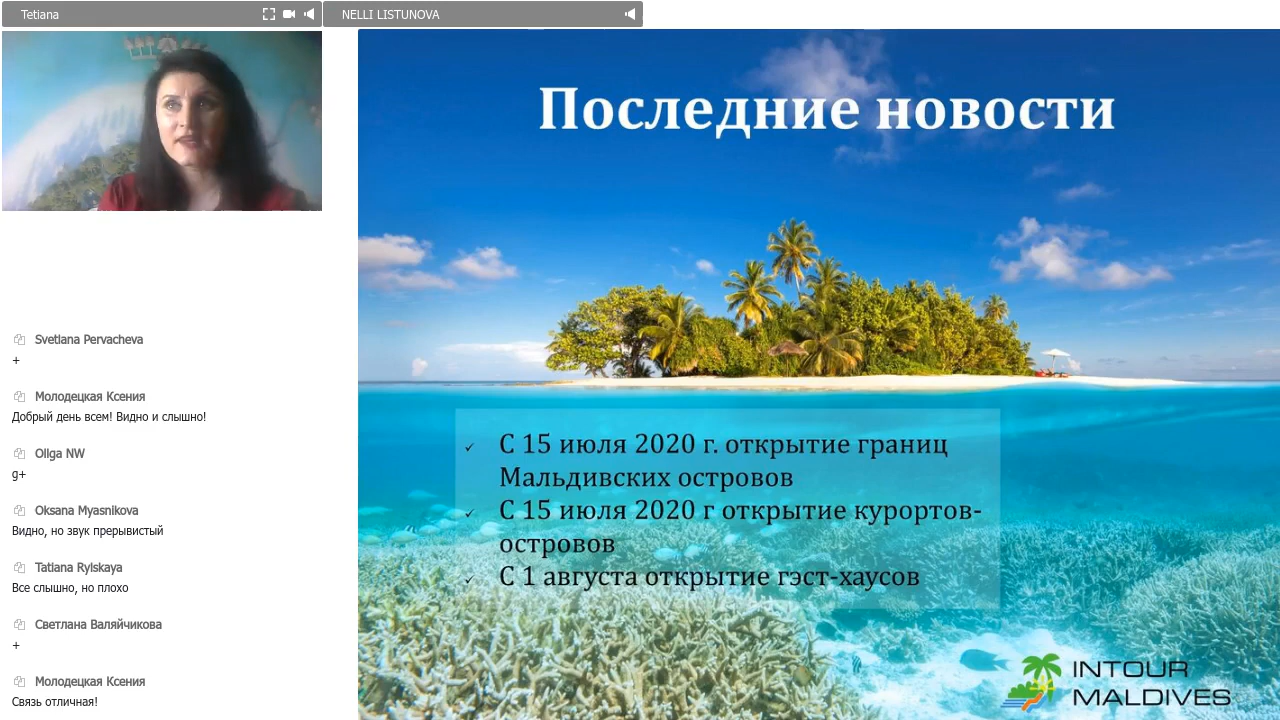 Tetiana
NELLI LISTUNOVA
Svetlana Pervacheva
+
Молодецкая Ксения
Добрый день всем! Видно и слышно!
Ollga NW
g+
Oksana Myasnikova
Видно, но звук прерывистый
Tatiana Rylskaya
Все слышно, но плохо
Светлана Валяйчикова
+
Молодецкая Ксения
Связь отличная!
Последние новости
✓ С 15 июля 2020 г. открытие границ
Мальдивских островов
✓ С 15 июля 2020 г открытие курортов-
островов
✓ С 1 августа открытие гэст-хаусов
INTOUR
MALDIVES